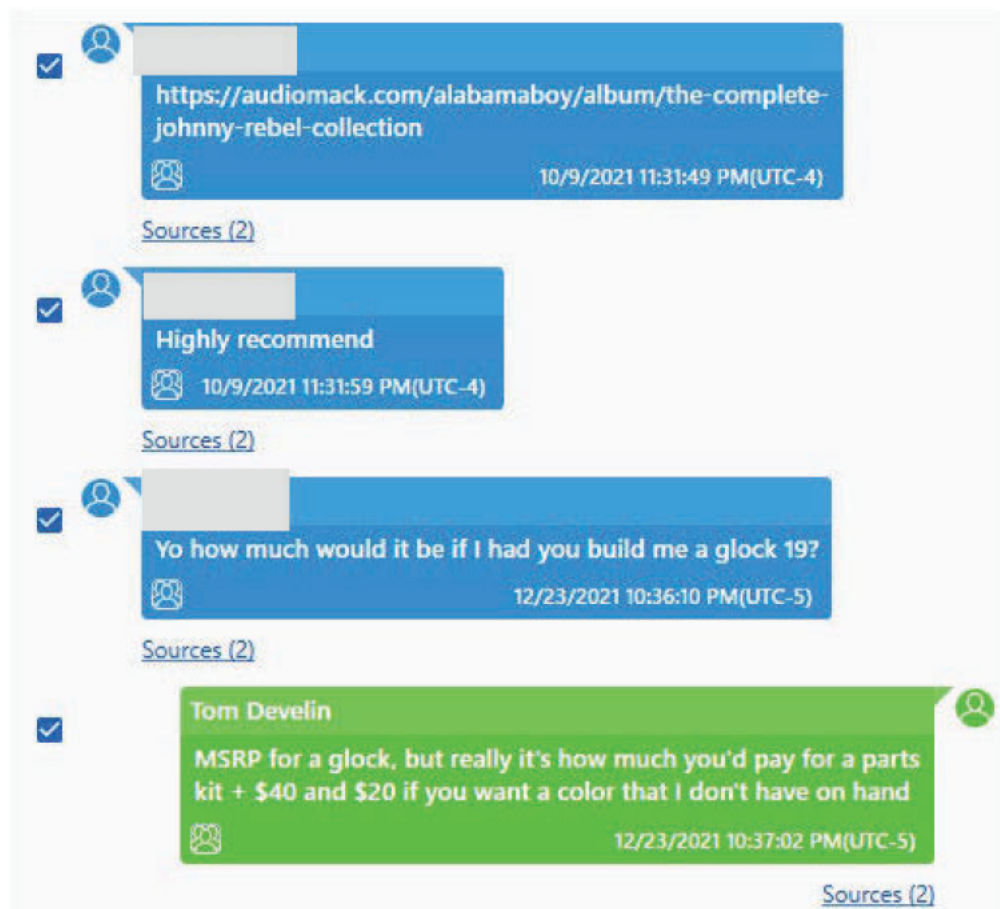 https://audiomack.com/alabamaboy/album/the-complete-
johnny-rebel-collection
10/9/2021 11:31:49 PM(UTC-4)
Sources (2)
Highly recommend
10/9/2021 11:31:59 PM(UTC-4)
Sources (2)
Yo how much would it be if I had you build me a glock 19?
12/23/2021 10:36:10 PM(UTC-5)
Sources (2)
Tom Develin
MSRP for a glock, but really it's how much you'd pay for a parts
kit + $40 and $20 if you want a color that I don't have on hand
12/23/2021 10:37:02 PM(UTC-5)
Sources (2)